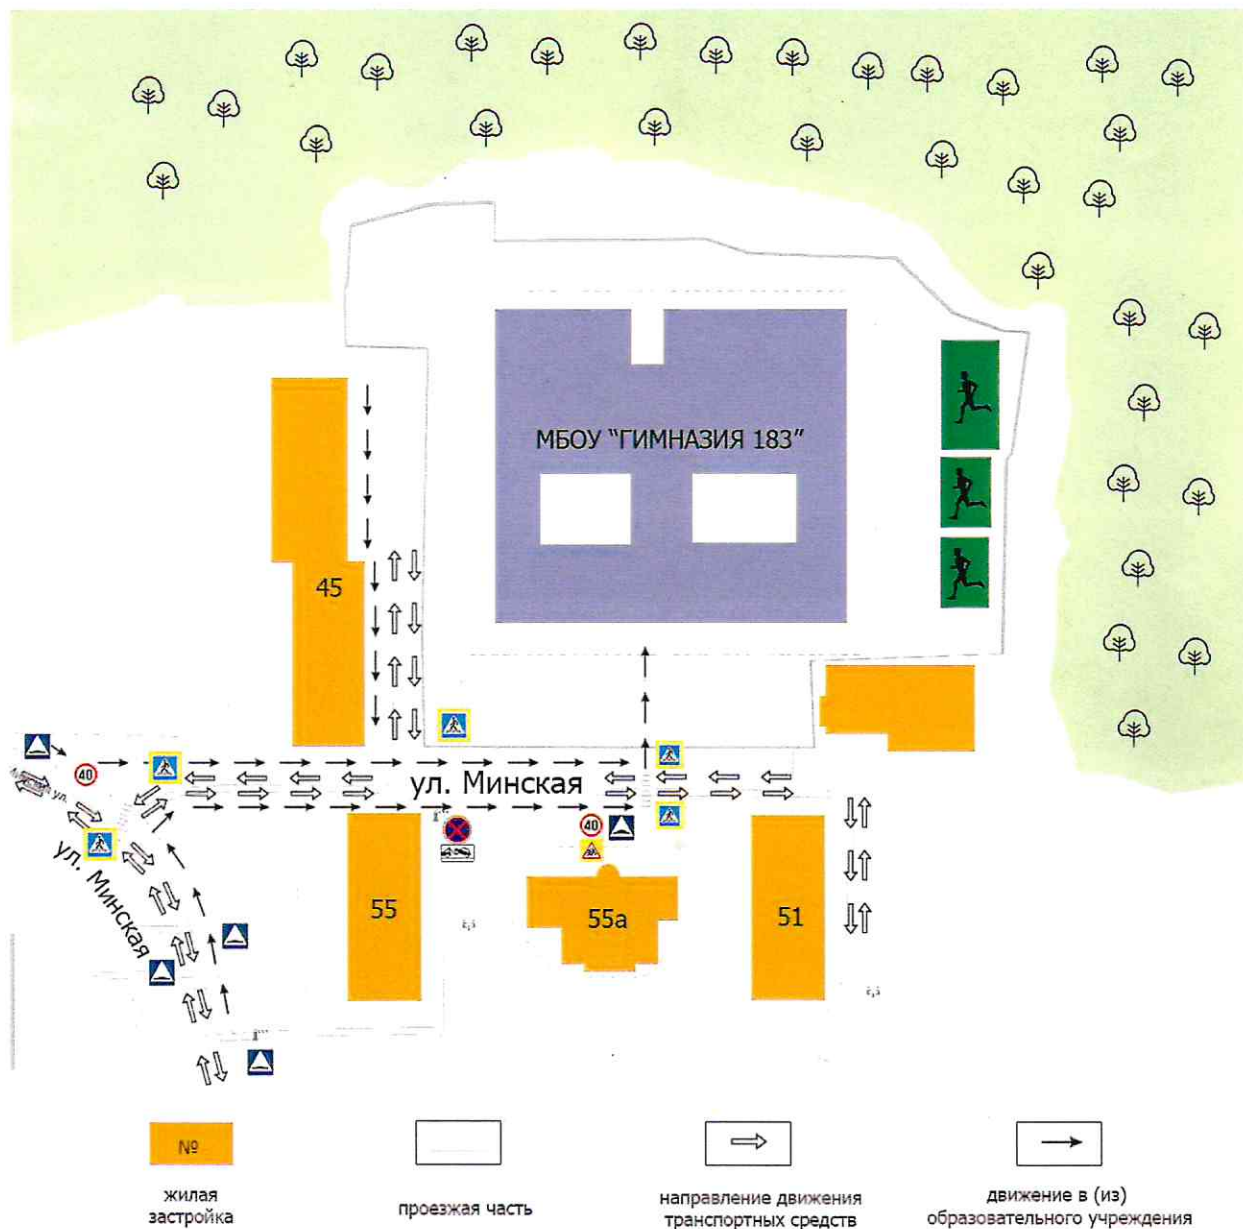 МБОУ “ГИМНАЗИЯ 183”
45
40
ул. Минская
ул.
40
ул. Минская
55
55а
51
№
жилая
застройка
проезжая часть
направление движения
транспортных средств
движение в (из)
образовательного учреждения